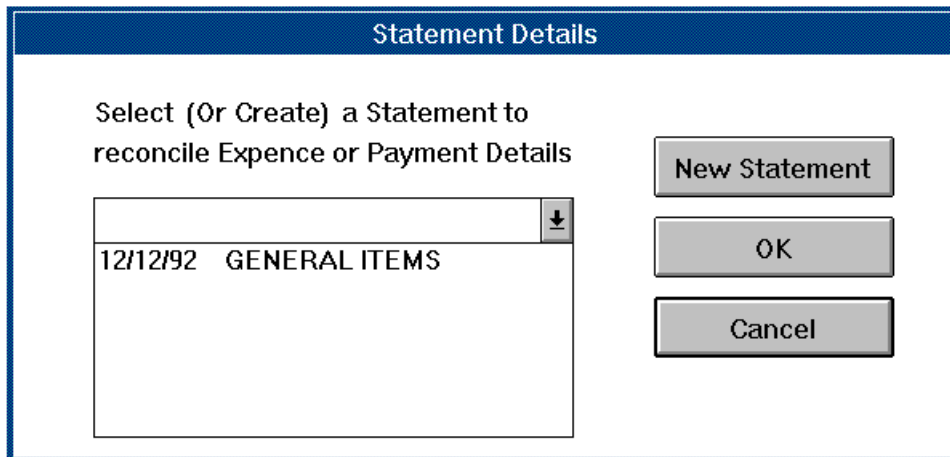 Statement Details
Select (Or Create) a Statement to
reconcile Expence or Payment Details
New Statement
12/12/92 GENERAL ITEMS
OK
Cancel